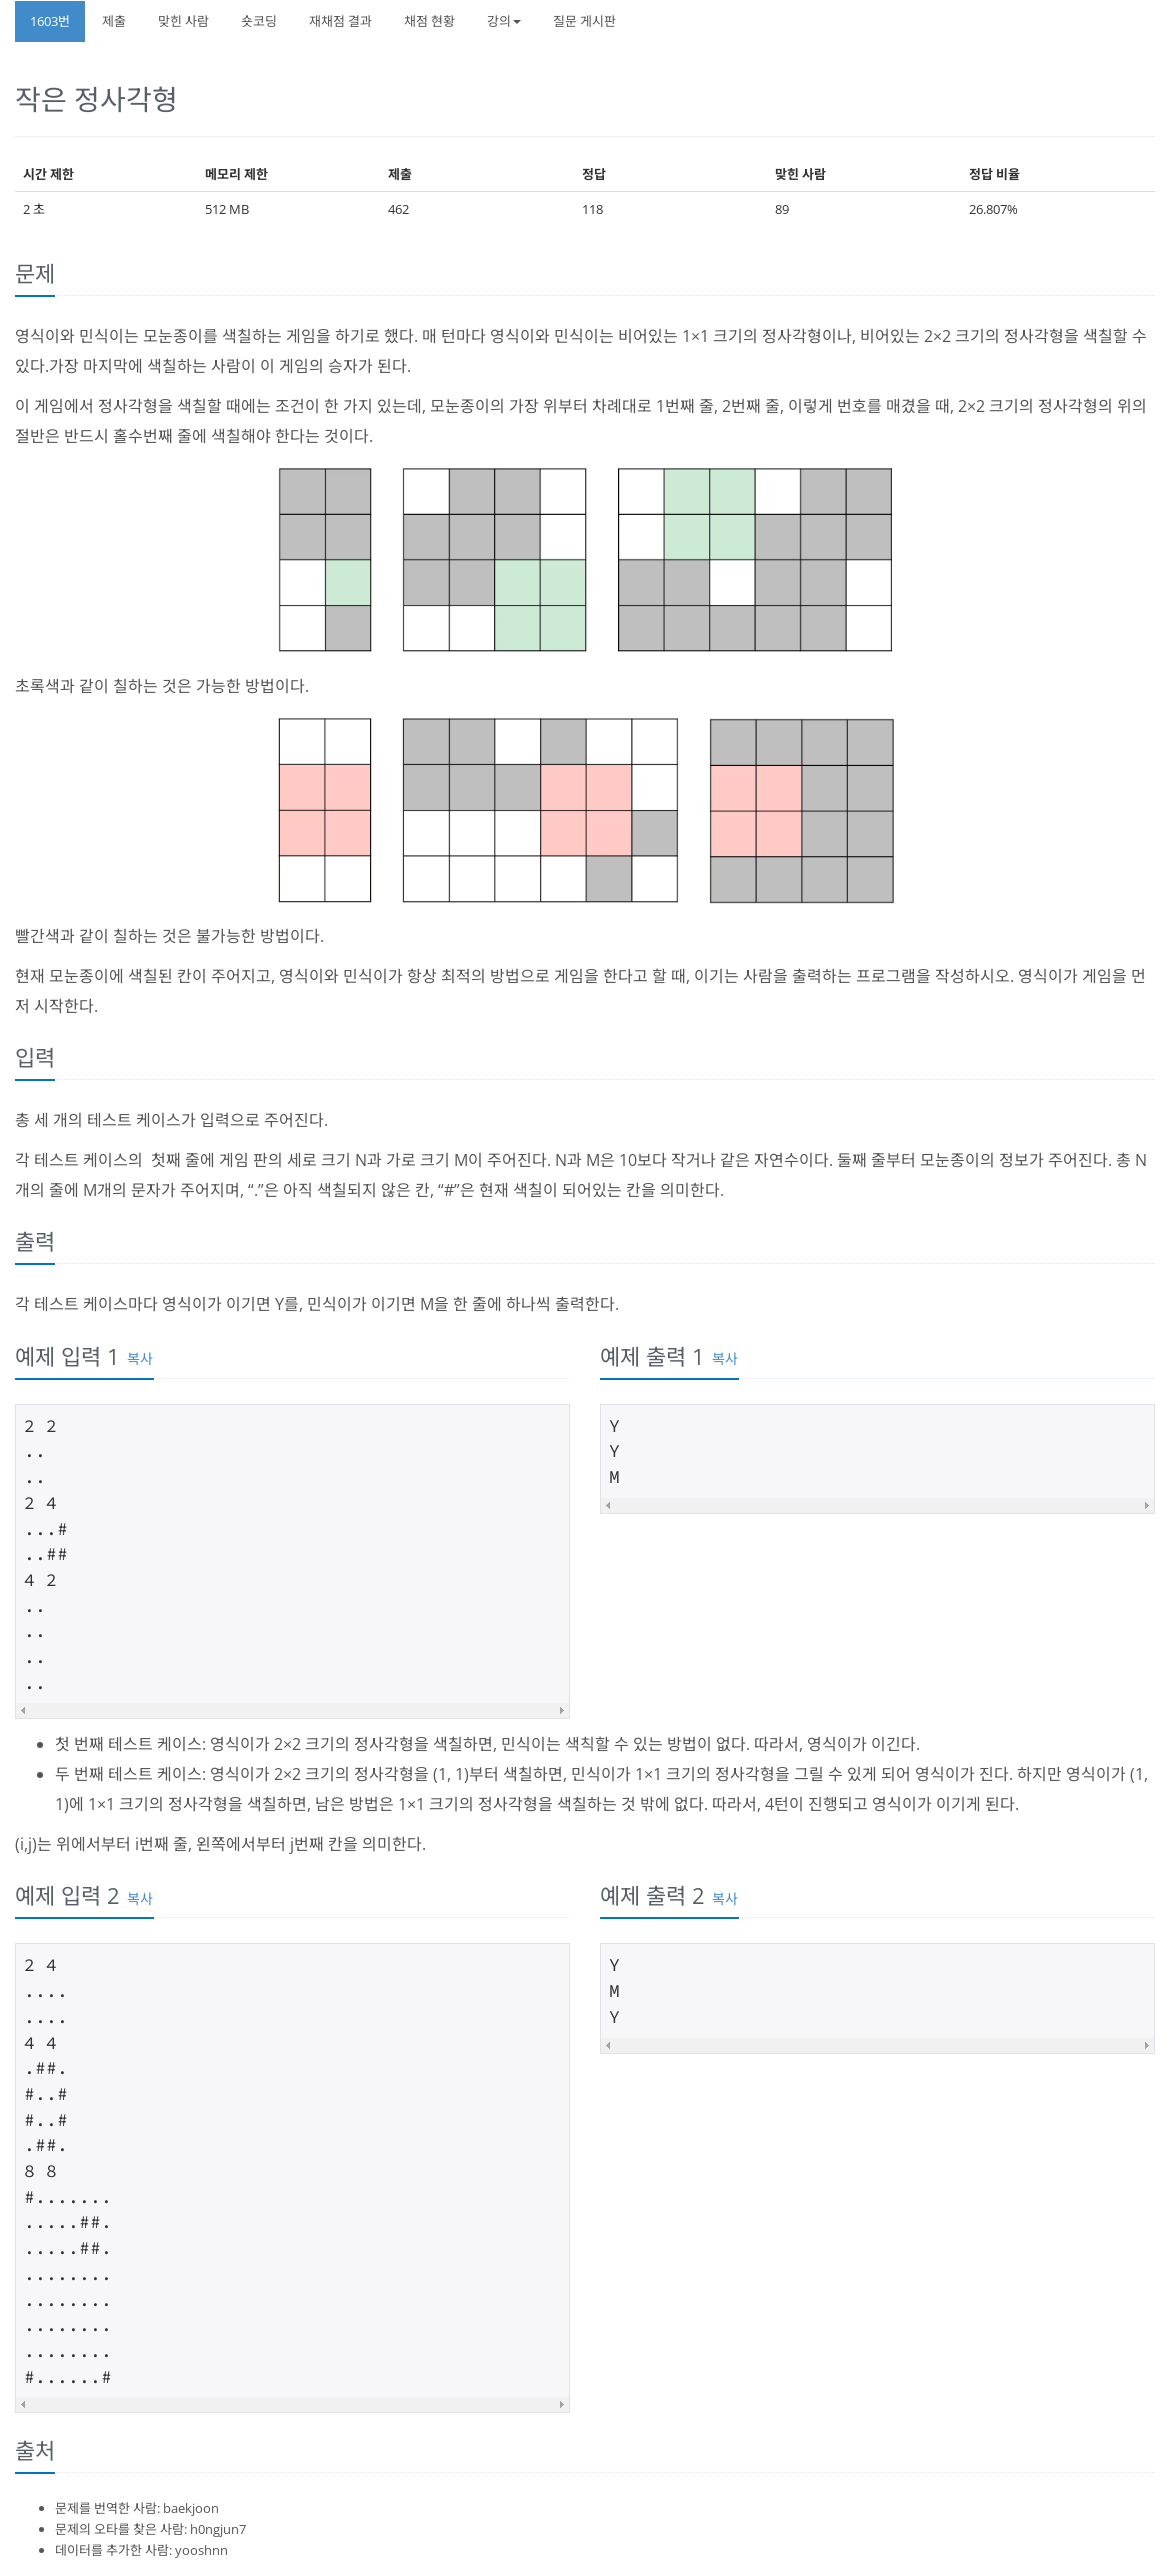 1603번 제출 맞힌 사람 숏코딩 재채점 결과 채점 현황 강의 질문 게시판
작은 정사각형
시간 제한 메모리 제한 제출 정답 맞힌 사람 정답 비율
2 초 512 MB 462 118 89 26.807%
문제
영식이와 민식이는 모눈종이를 색칠하는 게임을 하기로 했다. 매 턴마다 영식이와 민식이는 비어있는 1×1 크기의 정사각형이나, 비어있는 2×2 크기의 정사각형을 색칠할 수
있다.가장 마지막에 색칠하는 사람이 이 게임의 승자가 된다.
이 게임에서 정사각형을 색칠할 때에는 조건이 한 가지 있는데, 모눈종이의 가장 위부터 차례대로 1번째 줄, 2번째 줄, 이렇게 번호를 매겼을 때, 2×2 크기의 정사각형의 위의
절반은 반드시 홀수번째 줄에 색칠해야 한다는 것이다.
초록색과 같이 칠하는 것은 가능한 방법이다.
빨간색과 같이 칠하는 것은 불가능한 방법이다.
현재 모눈종이에 색칠된 칸이 주어지고, 영식이와 민식이가 항상 최적의 방법으로 게임을 한다고 할 때, 이기는 사람을 출력하는 프로그램을 작성하시오. 영식이가 게임을 먼
저 시작한다.
입력
총 세 개의 테스트 케이스가 입력으로 주어진다.
각 테스트 케이스의 첫째 줄에 게임 판의 세로 크기 N과 가로 크기 M이 주어진다. N과 M은 10보다 작거나 같은 자연수이다. 둘째 줄부터 모눈종이의 정보가 주어진다. 총 N
개의 줄에 M개의 문자가 주어지며, “.”은 아직 색칠되지 않은 칸, “#”은 현재 색칠이 되어있는 칸을 의미한다.
출력
각 테스트 케이스마다 영식이가 이기면 Y를, 민식이가 이기면 M을 한 줄에 하나씩 출력한다.
예제 입력 1 복사
2 2
..
..
2 4
...#
..##
4 2
..
..
..
..
예제 출력 1 복사
Y
Y
M
첫 번째 테스트 케이스: 영식이가 2×2 크기의 정사각형을 색칠하면, 민식이는 색칙할 수 있는 방법이 없다. 따라서, 영식이가 이긴다.
두 번째 테스트 케이스: 영식이가 2×2 크기의 정사각형을 (1, 1)부터 색칠하면, 민식이가 1×1 크기의 정사각형을 그릴 수 있게 되어 영식이가 진다. 하지만 영식이가 (1,
1)에 1×1 크기의 정사각형을 색칠하면, 남은 방법은 1×1 크기의 정사각형을 색칠하는 것 밖에 없다. 따라서, 4턴이 진행되고 영식이가 이기게 된다.
(i,j)는 위에서부터 i번째 줄, 왼쪽에서부터 j번째 칸을 의미한다.
예제 입력 2 복사
2 4
....
....
4 4
.##.
#..#
#..#
.##.
8 8
#.......
.....##.
.....##.
........
........
........
........
#......#
예제 출력 2 복사
Y
M
Y
출처
문제를 번역한 사람: baekjoon
문제의 오타를 찾은 사람: h0ngjun7
데이터를 추가한 사람: yooshnn